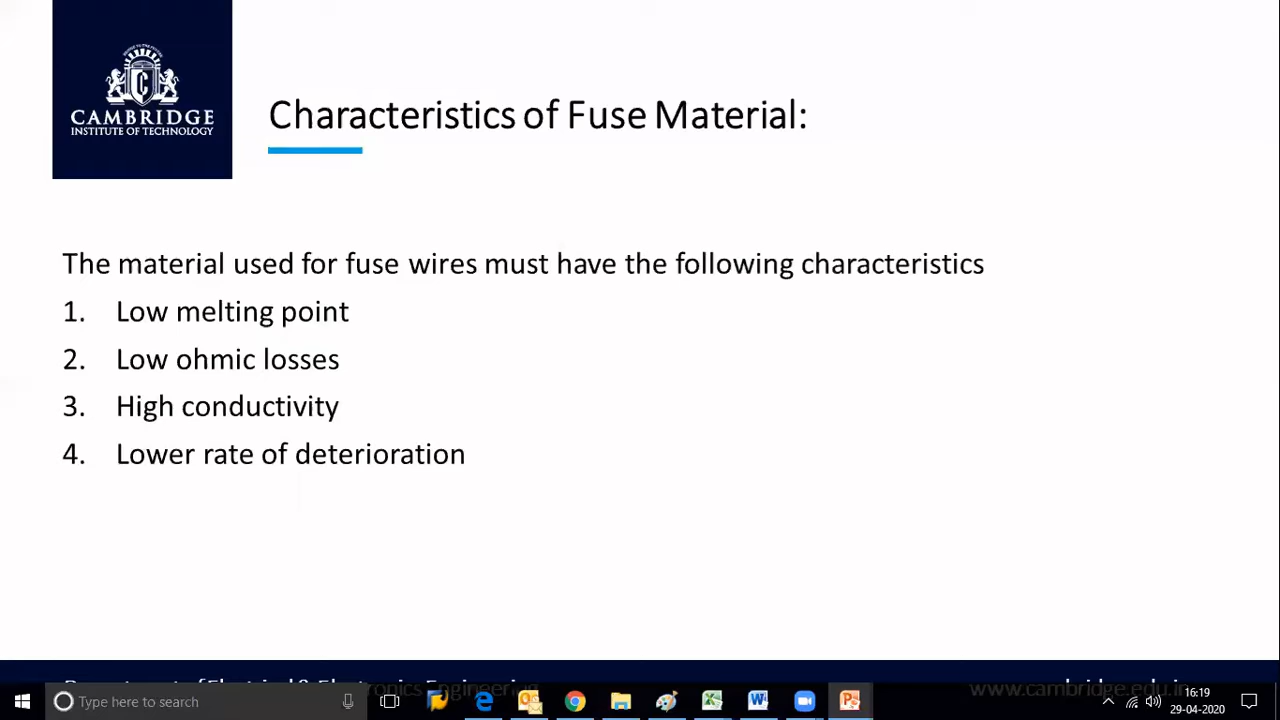 CAMBRIDGE
INSTITUTE OF TECHNOLOGY
Characteristics of Fuse Material:
The material used for fuse wires must have the following characteristics
1. Low melting point
2. Low ohmic losses
3. High conductivity
4. Lower rate of deterioration
Type here to search
www.cambridge.edu.in
16:19
29-04-2020